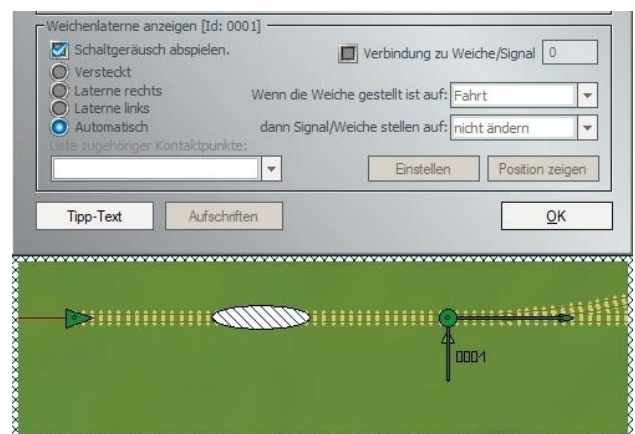 Weichenlaterne anzeigen [Id: 0001]
Schaltgeräusch abspielen.
Verbindung zu Weiche/Signal 0
Versteckt
Laterne rechts
Wenn die Weiche gestellt ist auf: Fahrt
Laterne links
Automatisch
dann Signal/Weiche stellen auf: nicht ändern
Liste zugehöriger Kontaktpunkte:
Einstellen
Position zeigen
Tipp-Text
Aufschriften
OK
0001